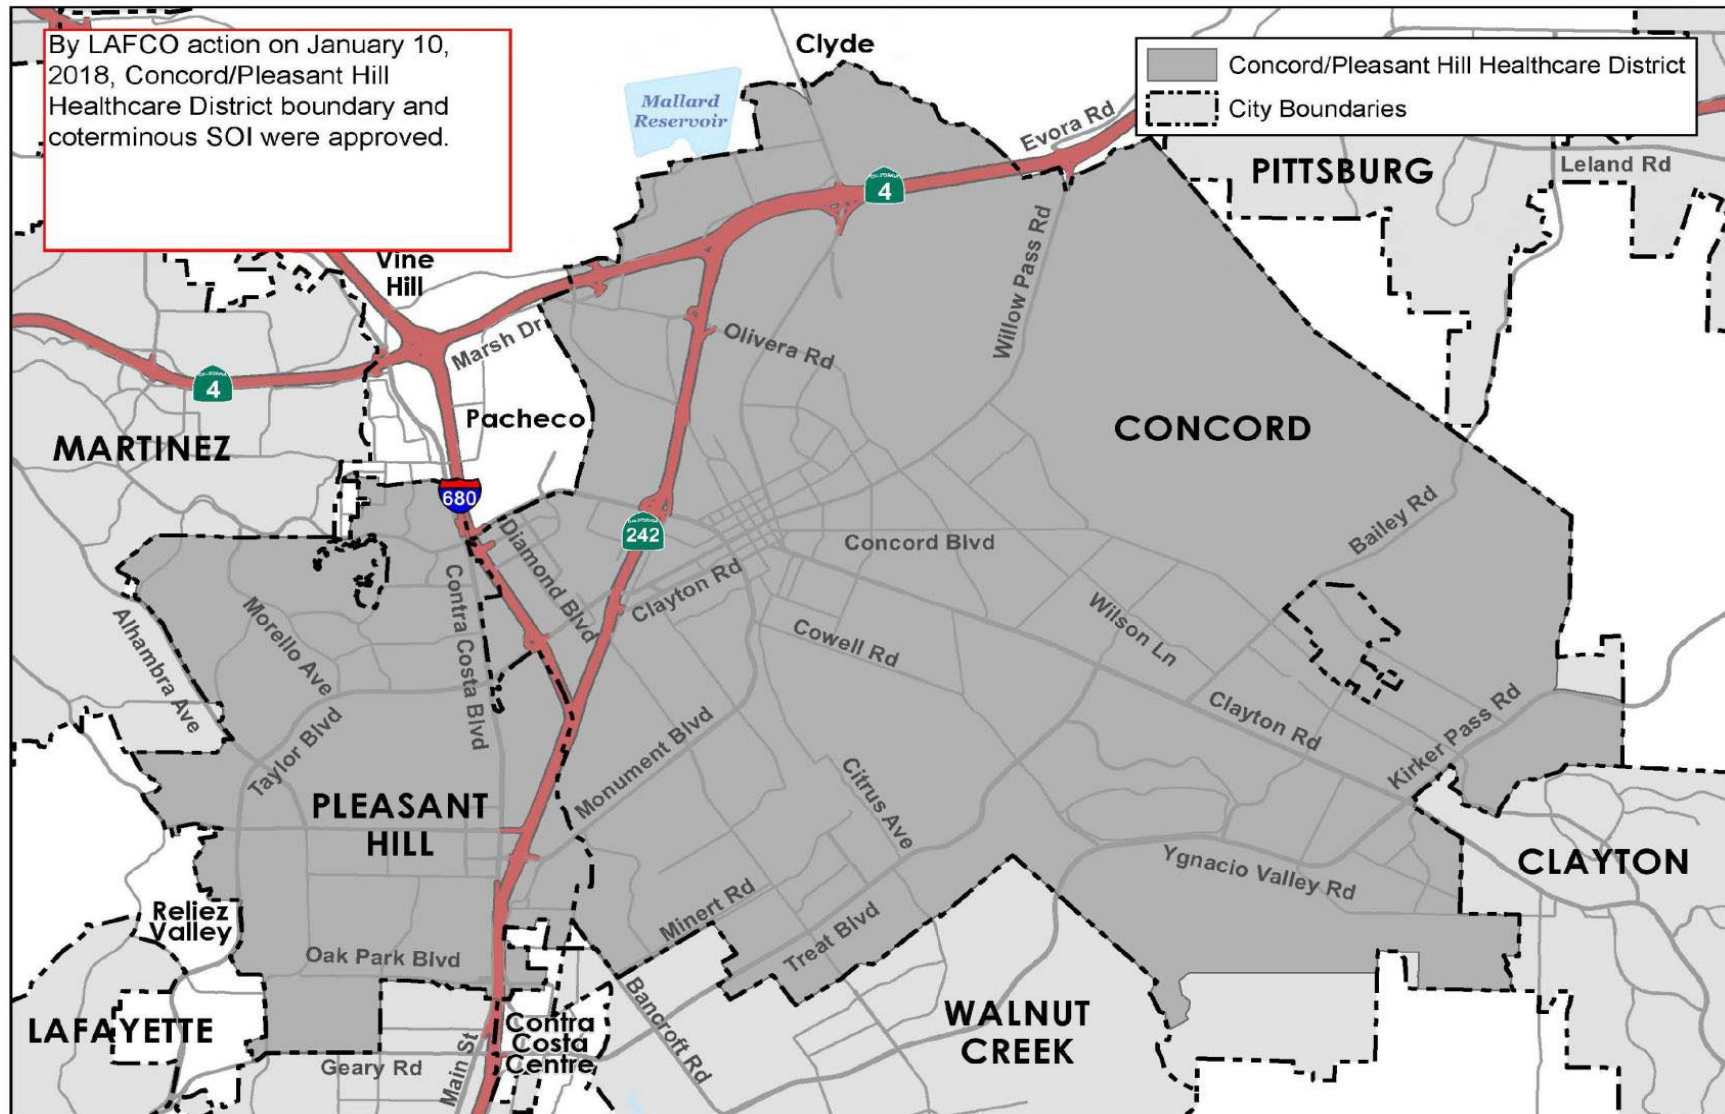 By LAFCO action on January 10,
2018, Concord/Pleasant Hill
Healthcare District boundary and
coterminous SOI were approved.
Clyde
Concord/Pleasant Hill Healthcare District
City Boundaries
Mallard
Reservoir
Evora Rd
PITTSBURG
Leland Rd
CALIFORNIA
4
Vine
Hill
Willow Pass Rd
Marsh Dr
Olivera Rd
4
Pacheco
CONCORD
MARTINEZ
680
242
Bailey Rd
Diamond Blvd
Concord Blvd
Clayton Rd
Contra Costa Blvd
Morello Ave
Alhambra Ave
Wilson Ln
Cowell Rd
Taylor Blvd
Clayton Rd
Kirker Pass Rd
Monument Blvd
Citrus Ave
PLEASANT
HILL
Ygnacio Valley Rd
CLAYTON
Reliez
Valley
Minert Rd
Treat Blvd
Oak Park Blvd
Bancroft Rd
LAFAYETTE
Contra
Costa
Centre
WALNUT
CREEK
Geary Rd
Main St